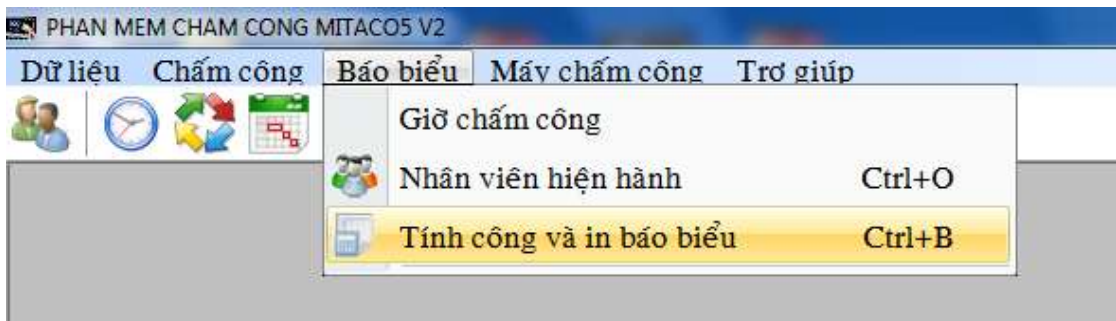 PHAN MEM CHAM CONG MITACO5 V2
Dữ liệu Chấm công Báo biểu Máy chấm công Trợ giúp
Giờ chấm công
Nhân viên hiện hành Ctrl+O
Tính công và in báo biểu Ctrl+B